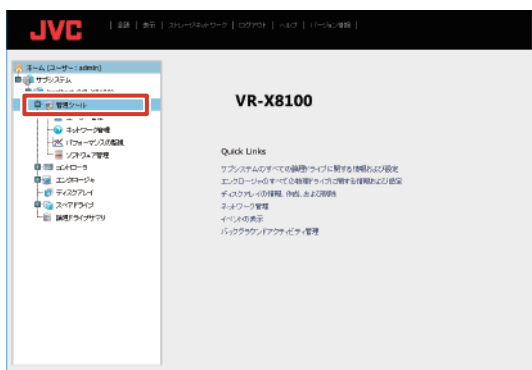 JVC
| 言語 | 表示 | ストレージネットワーク | ログアウト | ヘルプ | バージョン情報 |
ホーム (ユーザー: admin)
サブシステム
管理ツール
ネットワーク管理
パフォーマンスの監視
ソフトウェア管理
コントローラ
エンクロージャ
ディスクアレイ
スペアドライブ
論理ドライブサマリ
VR-X8100
Quick Links
サブシステムのすべての論理ドライブに関する情報および設定
エンクロージャのすべての物理ドライブに関する情報および設定
ディスクアレイの情報、作成、および削除
ネットワーク管理
イベントの表示
バックグラウンドアクティビティ管理